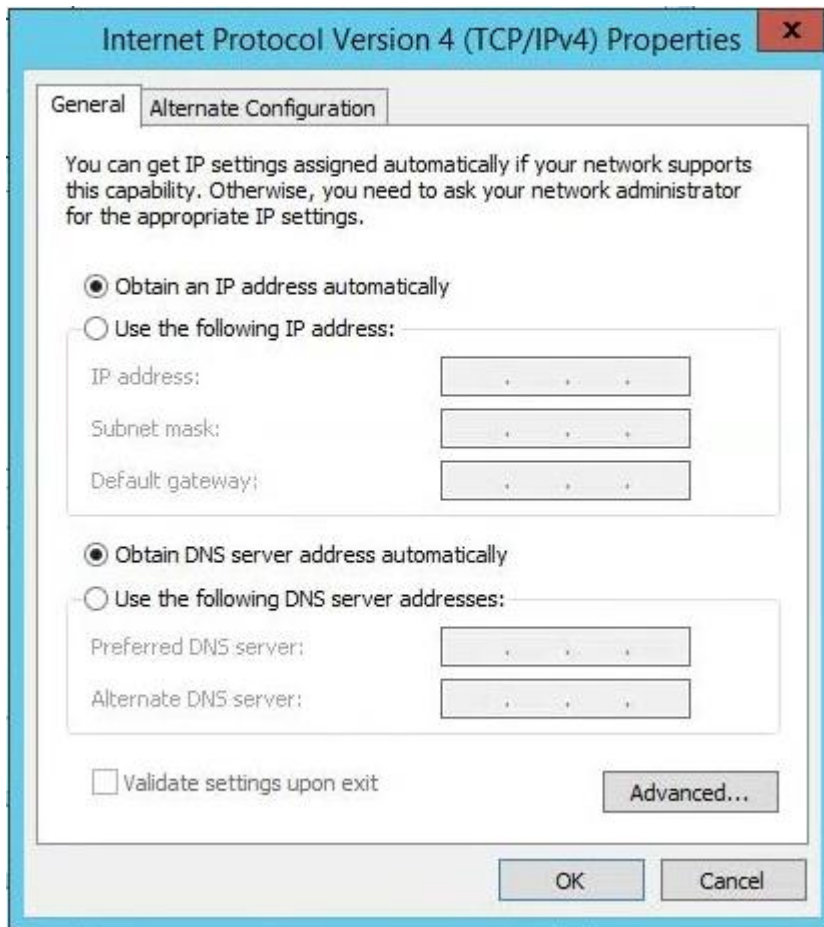 Internet Protocol Version 4 (TCP/IPv4) Properties
x
General
Alternate Configuration
You can get IP settings assigned automatically if your network supports
this capability. Otherwise, you need to ask your network administrator
for the appropriate IP settings.
Obtain an IP address automatically
Use the following IP address:
IP address:
. . .
Subnet mask:
. . .
Default gateway:
. . .
Obtain DNS server address automatically
Use the following DNS server addresses:
Preferred DNS server:
. . .
Alternate DNS server:
. . .
Validate settings upon exit
Advanced...
OK
Cancel